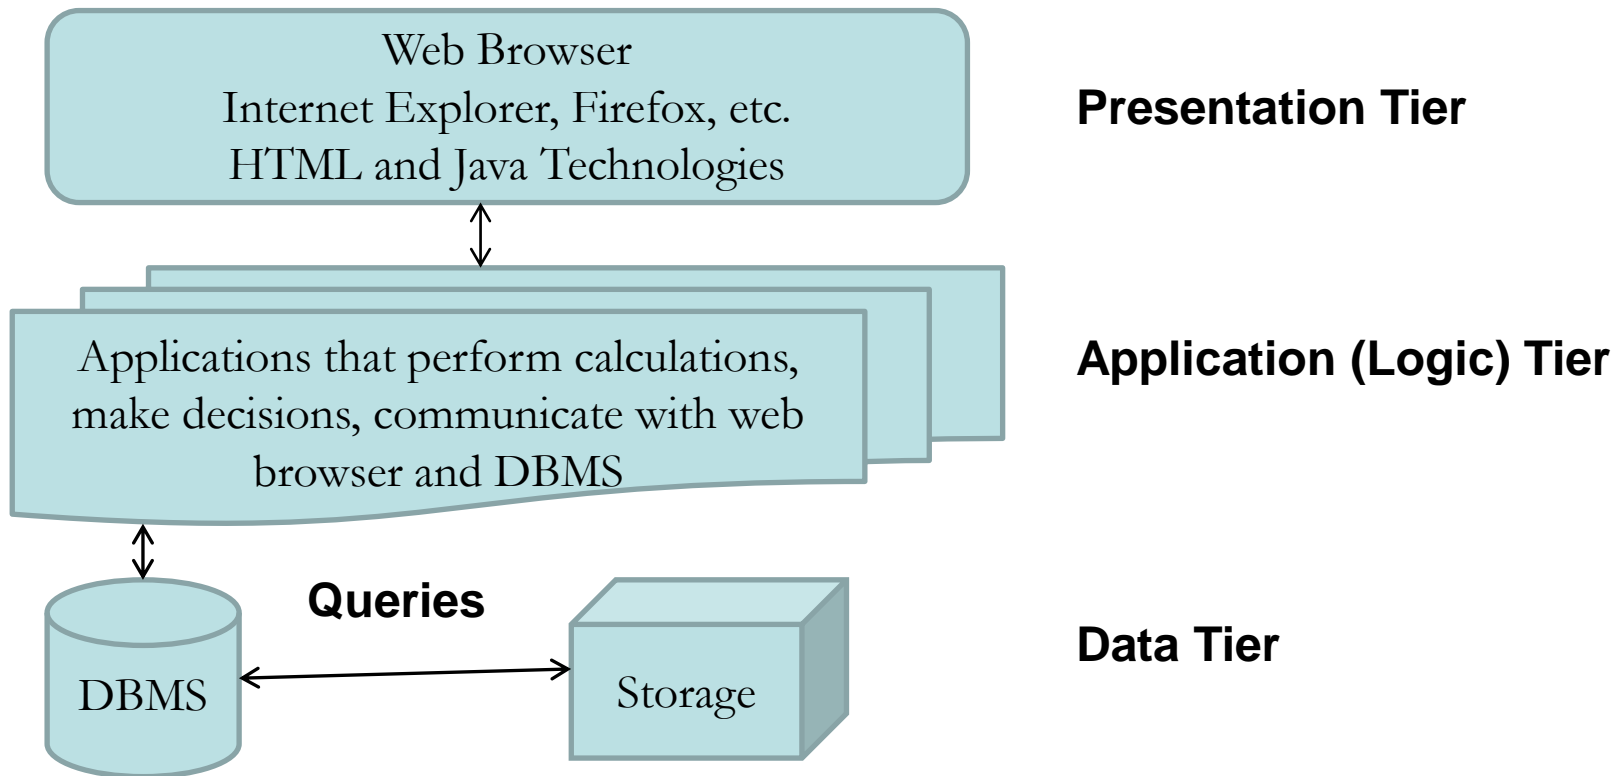 Web Browser
Internet Explorer, Firefox, etc.
HTML and Java Technologies
Presentation Tier
Applications that perform calculations,
make decisions, communicate with web
browser and DBMS
Application (Logic) Tier
Queries
DBMS
Storage
Data Tier